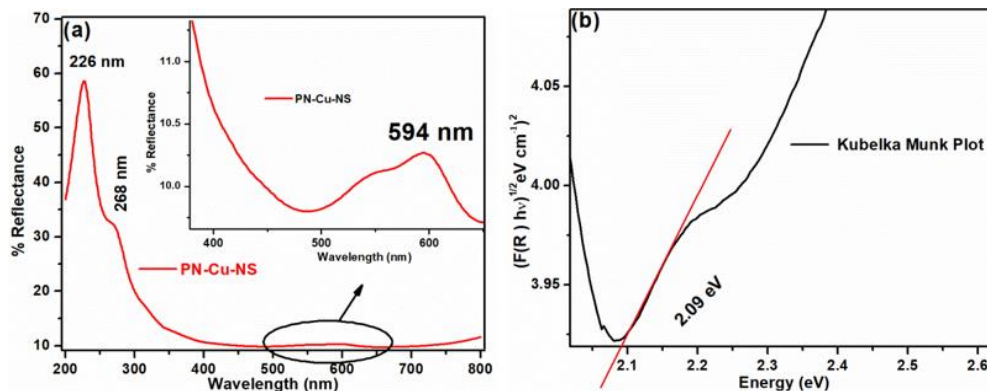 (a)
226 nm
268 nm
PN-Cu-NS
% Reflectance
70
60
50
40
30
20
10
200 300 400 500 600 700 800
Wavelength (nm)
PN-Cu-NS
594 nm
% Reflectance
11.0
10.5
10.0
400 500 600
Wavelength (nm)
(b)
Kubelka Munk Plot
2.09 eV
(F(R ) hν)^1/2 eV cm⁻¹)²
4.05
4.00
3.95
2.1 2.2 2.3 2.4 2.5 2.6
Energy (eV)